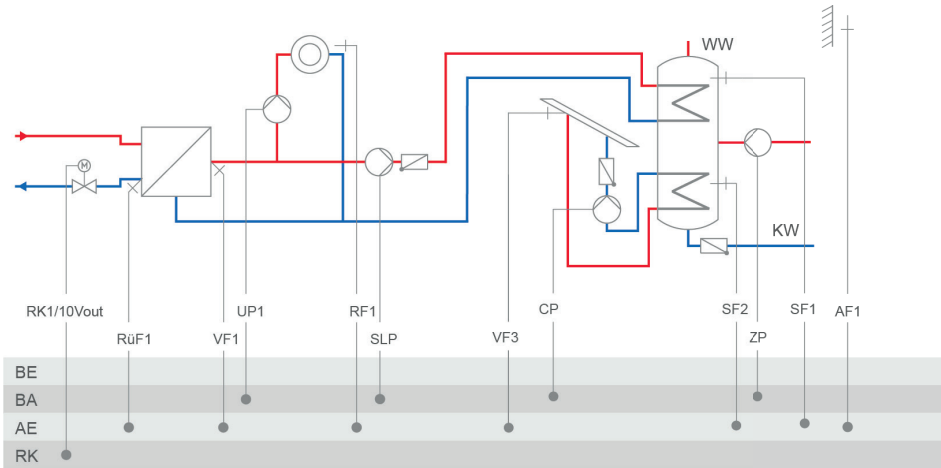 WW
M
KW
RK1/10Vout UP1 RF1 CP SF2 SF1 AF1
RüF1 VF1 SLP VF3 ZP
BE
BA
AE
RK